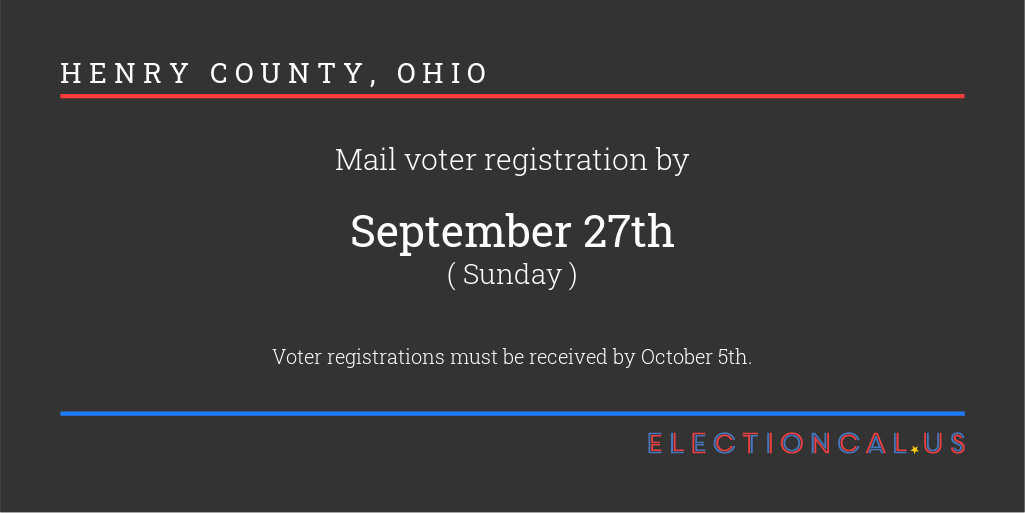 HENRY COUNTY, OHIO
Mail voter registration by
September 27th
( Sunday )
Voter registrations must be received by October 5th.
ELECTIONCAL.US